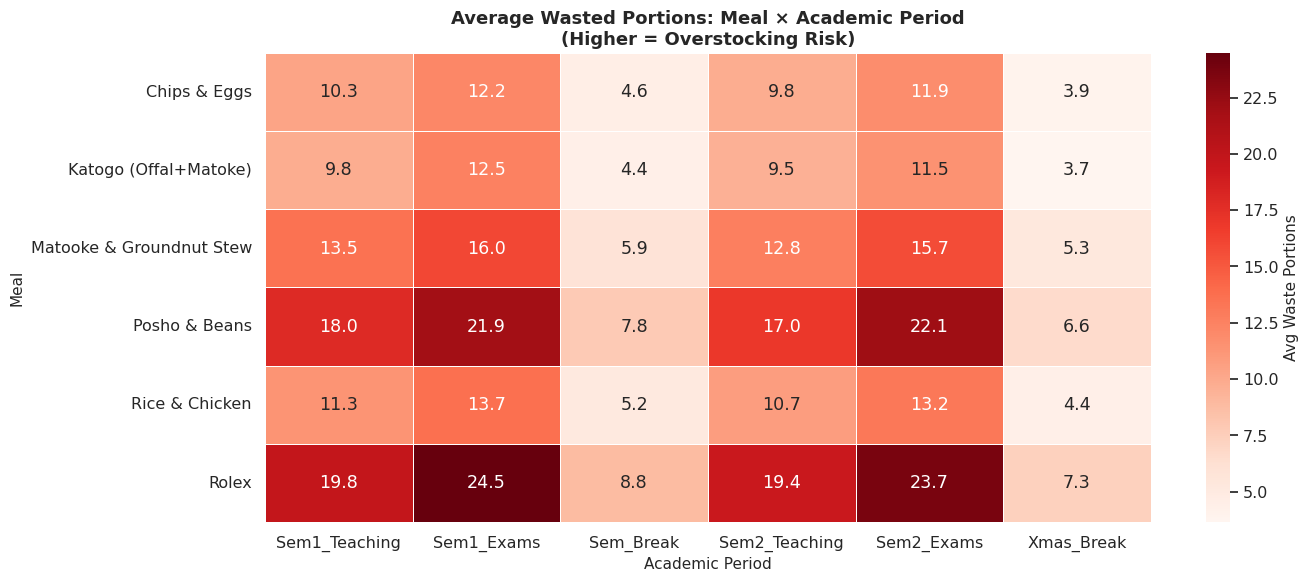 Average Wasted Portions: Meal × Academic Period
(Higher = Overstocking Risk)
Meal
Chips & Eggs 10.3 12.2 4.6 9.8 11.9 3.9
Katogo (Offal+Matoke) 9.8 12.5 4.4 9.5 11.5 3.7
Matooke & Groundnut Stew 13.5 16.0 5.9 12.8 15.7 5.3
Posho & Beans 18.0 21.9 7.8 17.0 22.1 6.6
Rice & Chicken 11.3 13.7 5.2 10.7 13.2 4.4
Rolex 19.8 24.5 8.8 19.4 23.7 7.3
Sem1_Teaching Sem1_Exams Sem_Break Sem2_Teaching Sem2_Exams Xmas_Break
Academic Period
22.5
20.0
17.5
15.0
12.5
10.0
7.5
5.0
Avg Waste Portions